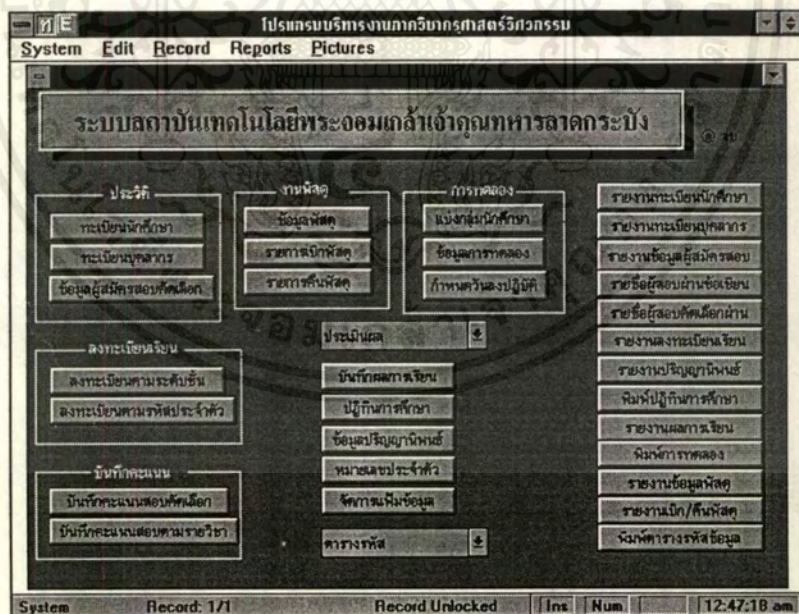 ท E โปรแกรมบริหารงานภาควิชาครุศาสตร์วิศวกรรม
System Edit Record Reports Pictures
ระบบสถาบันเทคโนโลยีพระจอมเกล้าเจ้าคุณทหารลาดกระบัง
จบ
ประวัติ
ทะเบียนนักศึกษา
ทะเบียนบุคลากร
ข้อมูลผู้สมัครสอบคัดเลือก
งานพัสดุ
ข้อมูลพัสดุ
รายการเบิกพัสดุ
รายการคืนพัสดุ
การทดลอง
แบ่งกลุ่มนักศึกษา
ข้อมูลการทดลอง
กำหนดวันลงปฏิบัติ
ลงทะเบียนเรียน
ลงทะเบียนตามระดับชั้น
ลงทะเบียนตามรหัสประจำตัว
บันทึกคะแนน
บันทึกคะแนนสอบคัดเลือก
บันทึกคะแนนสอบตามรายวิชา
ประเมินผล
บันทึกผลการเรียน
ปฏิทินการศึกษา
ข้อมูลปริญญานิพนธ์
หมายเลขประจำตัว
จัดการแฟ้มข้อมูล
ตารางรหัส
รายงานทะเบียนนักศึกษา
รายงานทะเบียนบุคลากร
รายงานข้อมูลผู้สมัครสอบ
รายชื่อผู้สอบผ่านข้อเขียน
รายชื่อผู้สอบคัดเลือกผ่าน
รายงานลงทะเบียนเรียน
รายงานปริญญานิพนธ์
พิมพ์ปฏิทินการศึกษา
รายงานผลการเรียน
พิมพ์การทดลอง
รายงานข้อมูลพัสดุ
รายงานเบิก/คืนพัสดุ
พิมพ์ตารางรหัสข้อมูล
System Record: 1/1 Record Unlocked Ins Num 12:47:18 am